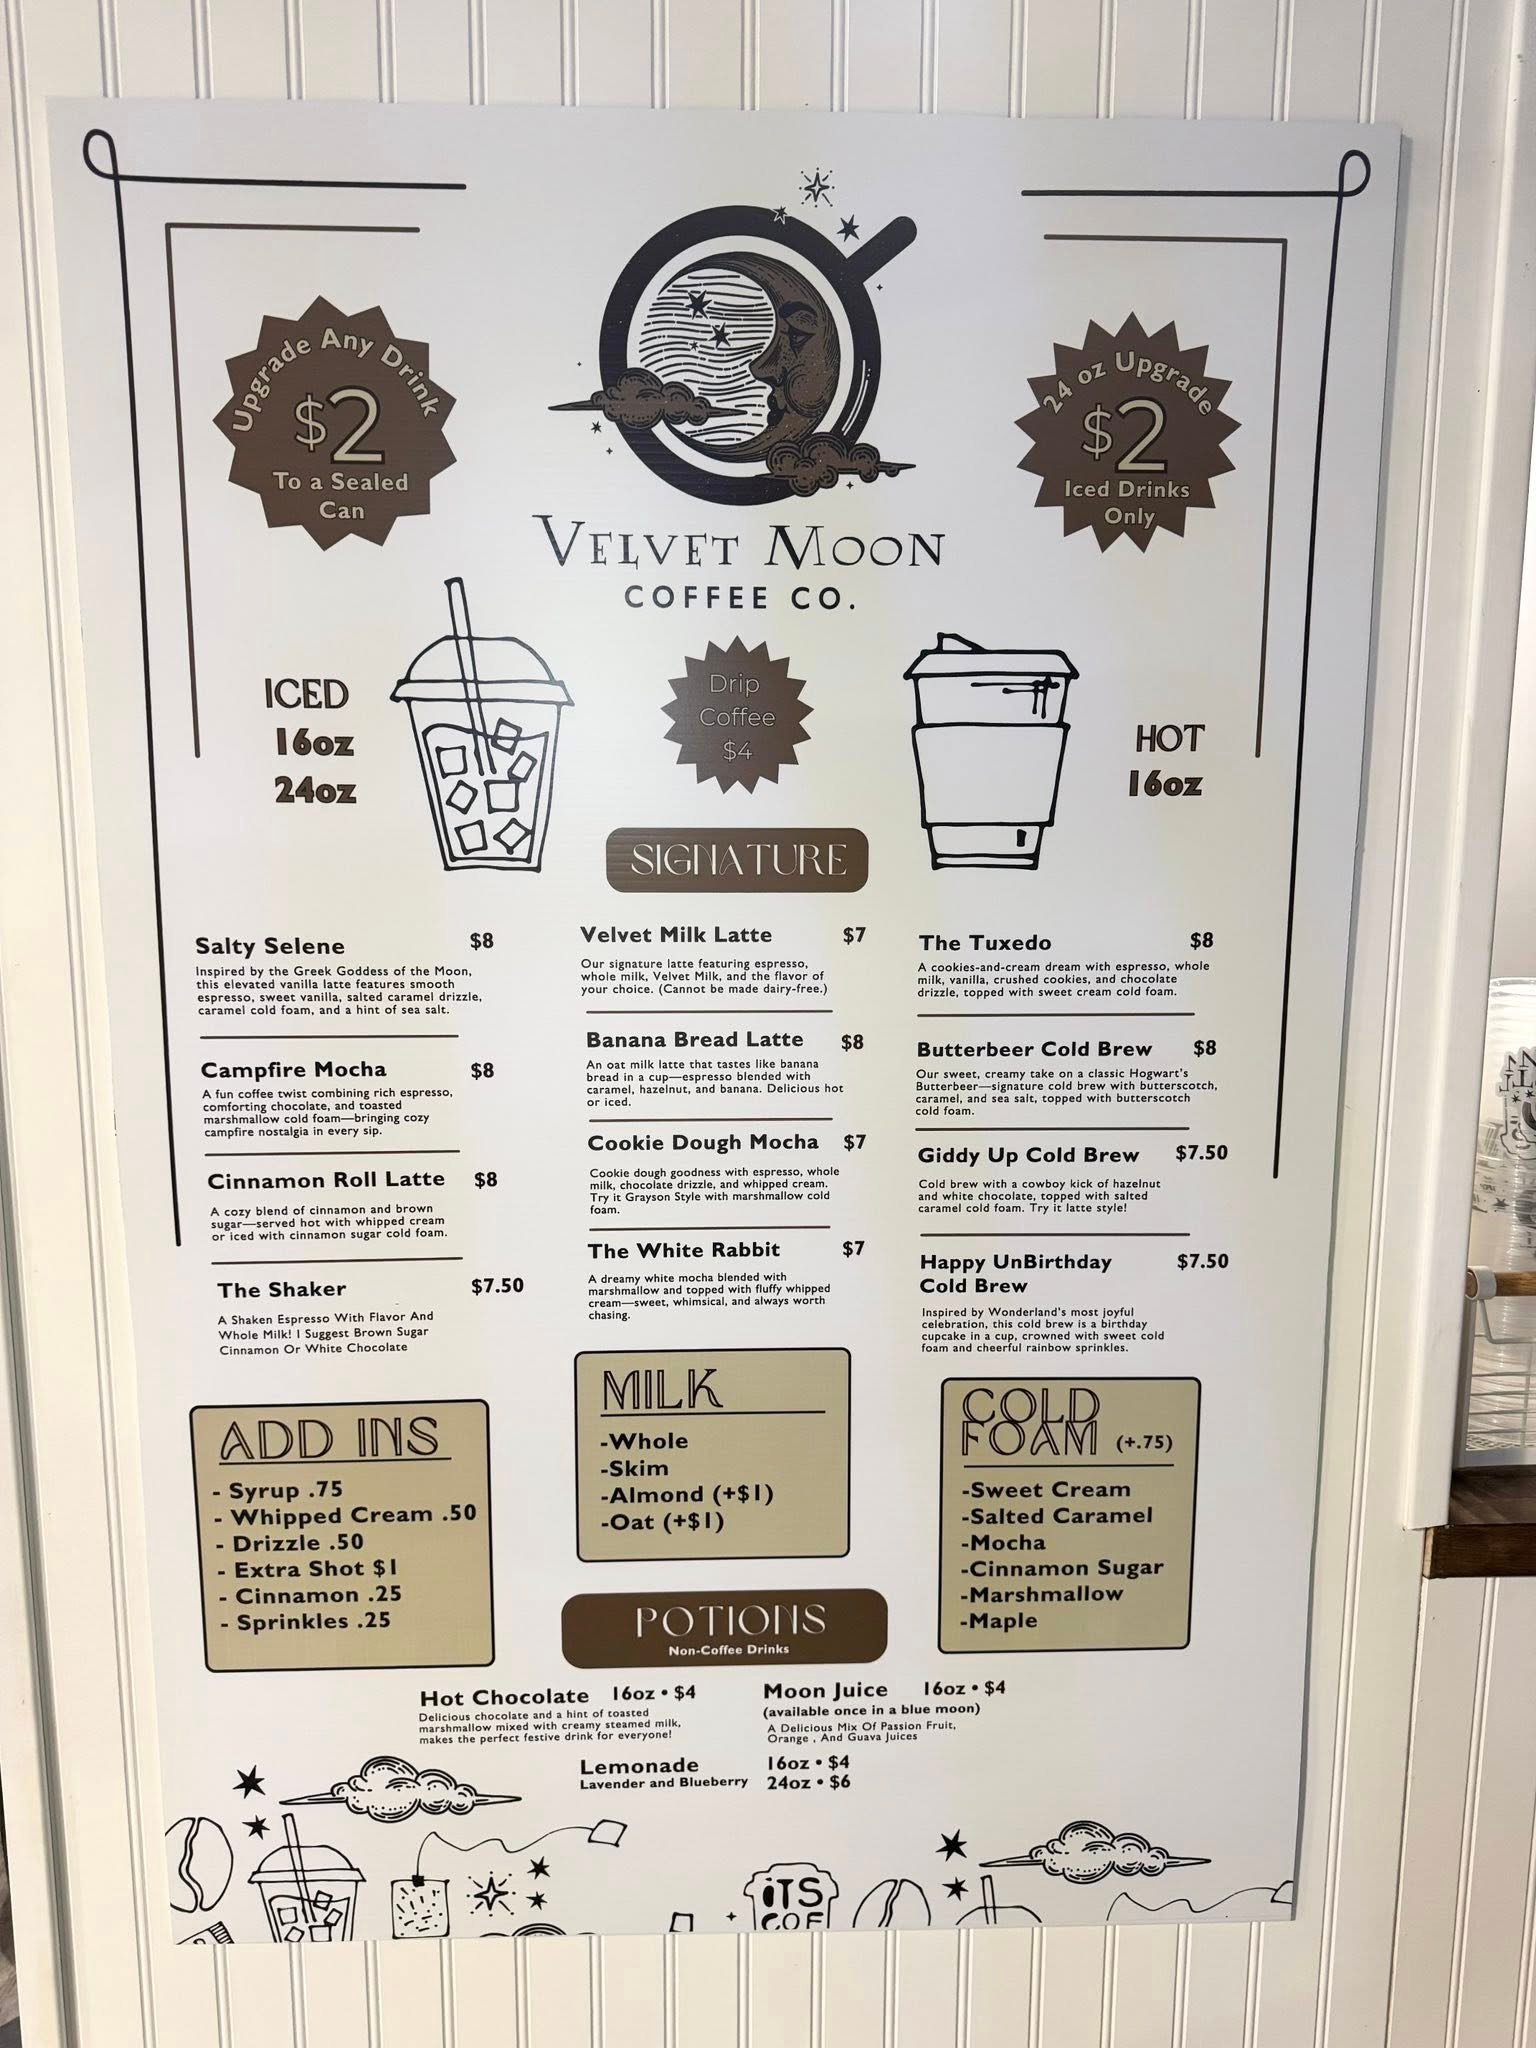 Upgrade Any Drink
$2
To a Sealed
Can
24 oz Upgrade
$2
Iced Drinks
Only
VELVET MOON
COFFEE CO.
ICED
16oz
24oz
Drip
Coffee
$4
HOT
16oz
SIGNATURE
Salty Selene $8
Inspired by the Greek Goddess of the Moon,
this elevated vanilla latte features smooth
espresso, sweet vanilla, salted caramel drizzle,
caramel cold foam, and a hint of sea salt.
Campfire Mocha $8
A fun coffee twist combining rich espresso,
comforting chocolate, and toasted
marshmallow cold foam—bringing cozy
campfire nostalgia in every sip.
Cinnamon Roll Latte $8
A cozy blend of cinnamon and brown
sugar—served hot with whipped cream
or iced with cinnamon sugar cold foam.
The Shaker $7.50
A Shaken Espresso With Flavor And
Whole Milk! I Suggest Brown Sugar
Cinnamon Or White Chocolate
Velvet Milk Latte $7
Our signature latte featuring espresso,
whole milk, Velvet Milk, and the flavor of
your choice. (Cannot be made dairy-free.)
Banana Bread Latte $8
An oat milk latte that tastes like banana
bread in a cup—espresso blended with
caramel, hazelnut, and banana. Delicious hot
or iced.
Cookie Dough Mocha $7
Cookie dough goodness with espresso, whole
milk, chocolate drizzle, and whipped cream.
Try it Grayson Style with marshmallow cold
foam.
The White Rabbit $7
A dreamy white mocha blended with
marshmallow and topped with fluffy whipped
cream—sweet, whimsical, and always worth
chasing.
The Tuxedo $8
A cookies-and-cream dream with espresso, whole
milk, vanilla, crushed cookies, and chocolate
drizzle, topped with sweet cream cold foam.
Butterbeer Cold Brew $8
Our sweet, creamy take on a classic Hogwart's
Butterbeer—signature cold brew with butterscotch,
caramel, and sea salt, topped with butterscotch
cold foam.
Giddy Up Cold Brew $7.50
Cold brew with a cowboy kick of hazelnut
and white chocolate, topped with salted
caramel cold foam. Try it latte style!
Happy UnBirthday $7.50
Cold Brew
Inspired by Wonderland's most joyful
celebration, this cold brew is a birthday
cupcake in a cup, crowned with sweet cold
foam and cheerful rainbow sprinkles.
ADD INS
- Syrup .75
- Whipped Cream .50
- Drizzle .50
- Extra Shot $1
- Cinnamon .25
- Sprinkles .25
MILK
-Whole
-Skim
-Almond (+$1)
-Oat (+$1)
COLD
FOAM (+.75)
-Sweet Cream
-Salted Caramel
-Mocha
-Cinnamon Sugar
-Marshmallow
-Maple
POTIONS
Non-Coffee Drinks
Hot Chocolate 16oz • $4
Delicious chocolate and a hint of toasted
marshmallow mixed with creamy steamed milk,
makes the perfect festive drink for everyone!
Moon Juice 16oz • $4
(available once in a blue moon)
A Delicious Mix Of Passion Fruit,
Orange , And Guava Juices
Lemonade 16oz • $4
Lavender and Blueberry 24oz • $6
iTS
COF